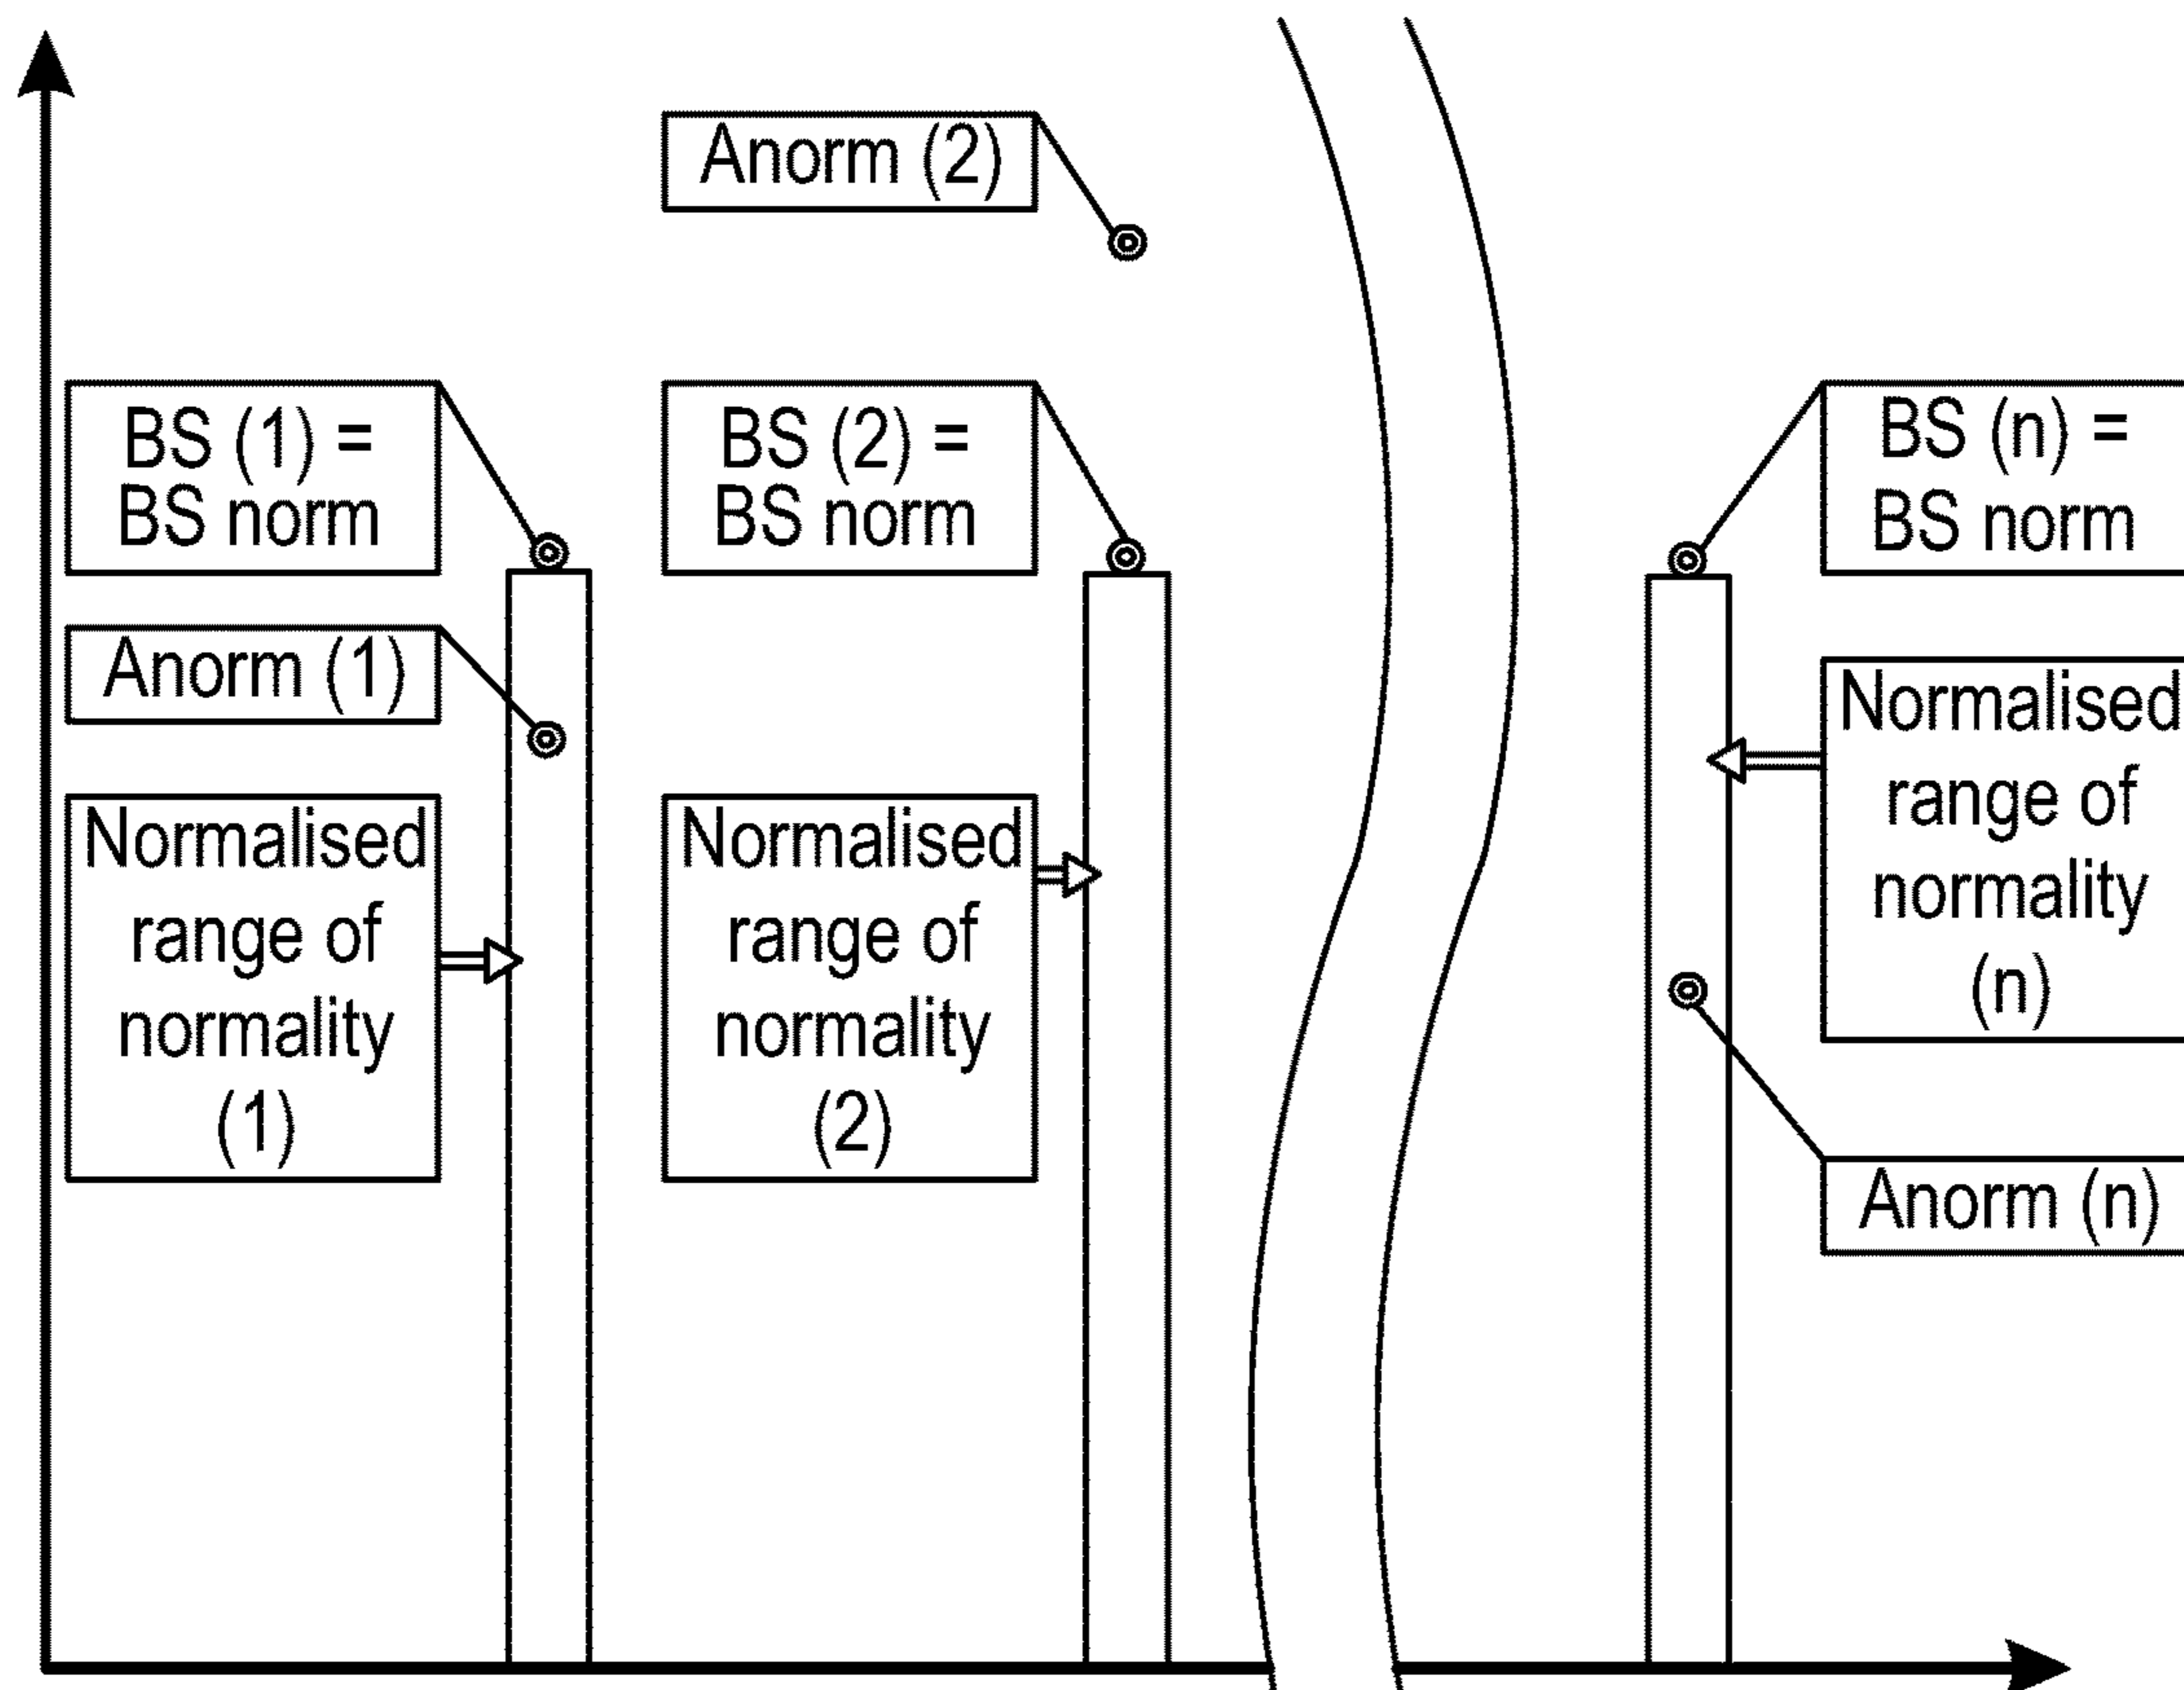 Anorm (2)
BS (1) =
BS norm
BS (2) =
BS norm
BS (n) =
BS norm
Anorm (1)
Normalised
range of
normality
(1)
Normalised
range of
normality
(2)
Normalised
range of
normality
(n)
Anorm (n)